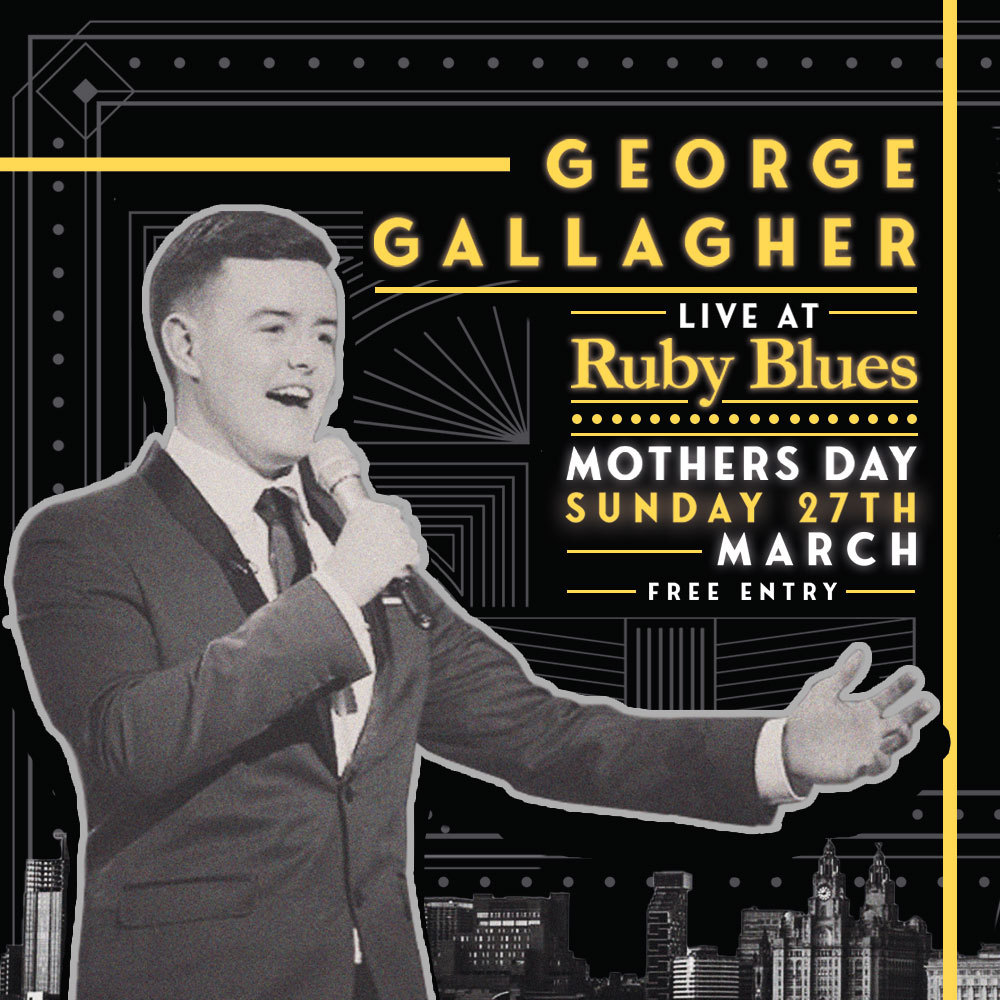 GEORGE
GALLAGHER
LIVE AT
Ruby Blues
MOTHERS DAY
SUNDAY 27TH
MARCH
FREE ENTRY